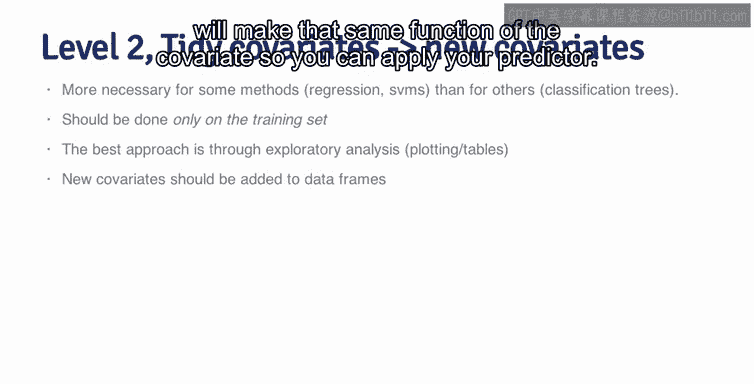 will make that same function of the
Level 2, Tidy covariates -> new covariates
covariate so you can apply your predictor.
· More necessary for some methods (regression, svms) than for others (classification trees).
· Should be done only on the training set
· The best approach is through exploratory analysis (plotting/tables)
· New covariates should be added to data frames